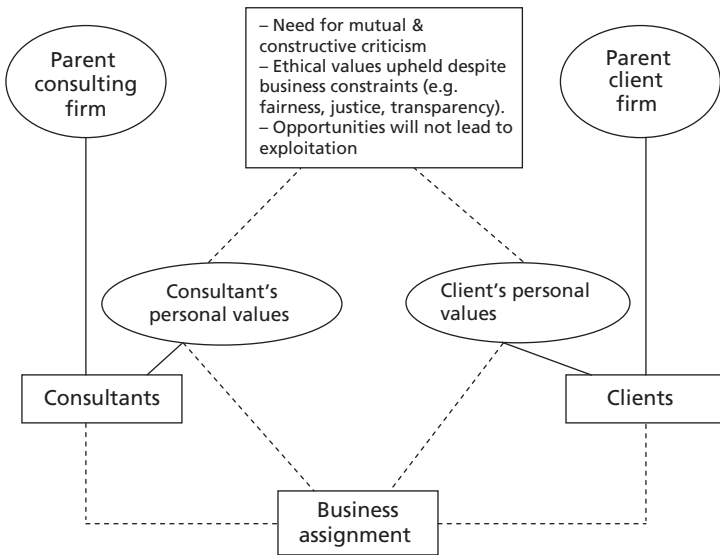 Parent
consulting
firm
– Need for mutual &
constructive criticism
– Ethical values upheld despite
business constraints (e.g.
fairness, justice, transparency).
– Opportunities will not lead to
exploitation
Parent
client
firm
Consultant's
personal values
Client's personal
values
Consultants
Clients
Business
assignment